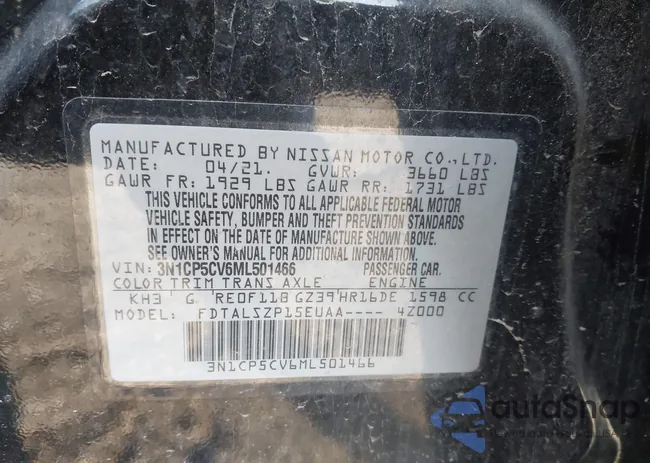 MANUFACTURED BY NISSAN MOTOR CO.,LTD.
DATE: 04/21. GVWR: 3660 LBS
GAWR FR: 1929 LBS GAWR RR: 1731 LBS
THIS VEHICLE CONFORMS TO ALL APPLICABLE FEDERAL MOTOR
VEHICLE SAFETY, BUMPER AND THEFT PREVENTION STANDARDS
IN EFFECT ON THE DATE OF MANUFACTURE SHOWN ABOVE.
SEE OWNER'S MANUAL FOR ADDITIONAL INFORMATION
VIN: 3N1CP5CV6ML501466 PASSENGER CAR.
COLOR TRIM TRANS AXLE ENGINE
KH3 G RE0F11B GZ39 HR16DE 1598 CC
MODEL: FDTALSZP15EUAA---- 4Z000
3N1CP5CV6ML501466
autoSnap